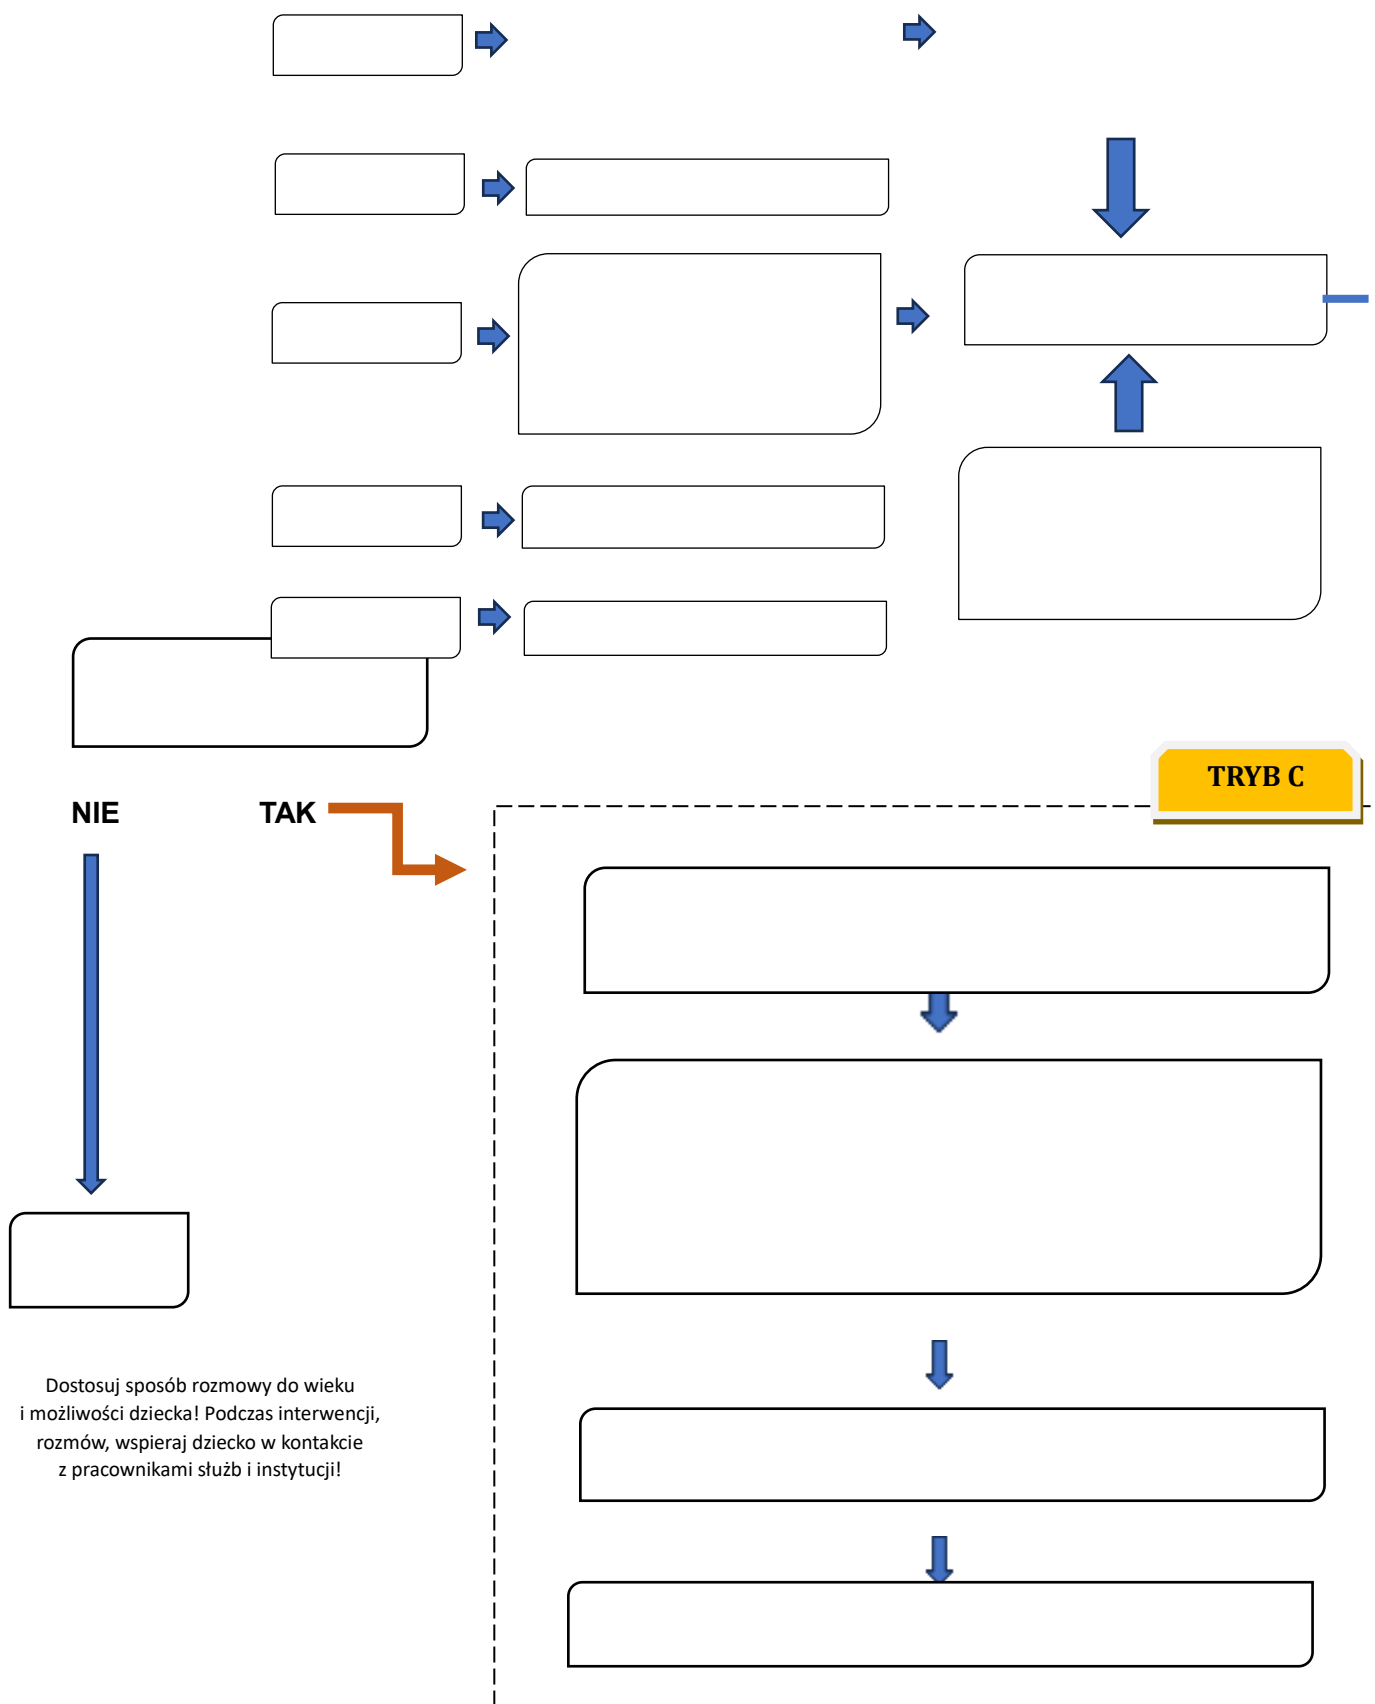 TRYB C
NIE
TAK
Dostosuj sposób rozmowy do wieku
i możliwości dziecka! Podczas interwencji,
rozmów, wspieraj dziecko w kontakcie
z pracownikami służb i instytucji!